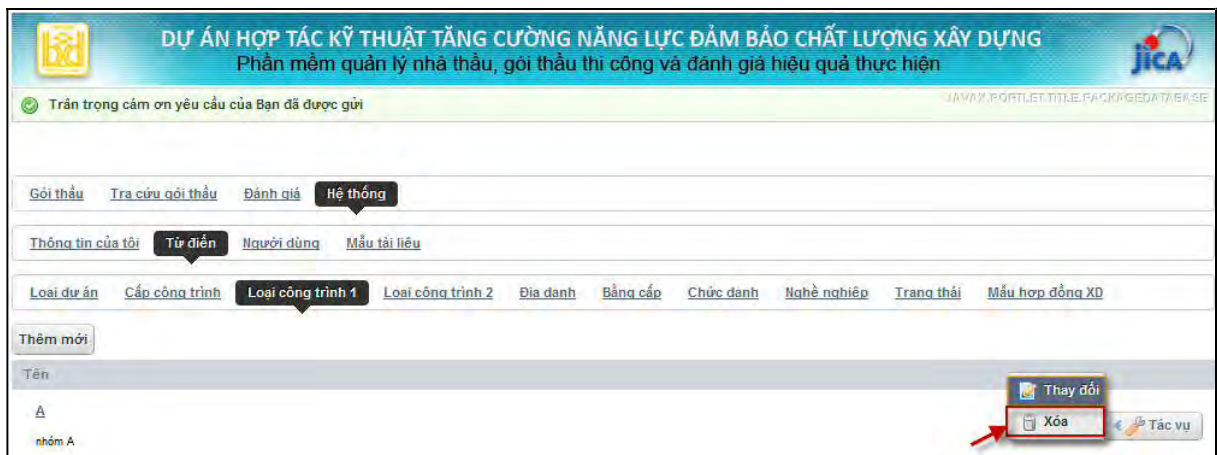 DỰ ÁN HỢP TÁC KỸ THUẬT TĂNG CƯỜNG NĂNG LỰC ĐẢM BẢO CHẤT LƯỢNG XÂY DỰNG
Phần mềm quản lý nhà thầu, gói thầu thi công và đánh giá hiệu quả thực hiện
jica
Trân trọng cảm ơn yêu cầu của Bạn đã được gửi
JAVAX.PORTLET.TITLE.PACKAGEDATABASE
Gói thầu Tra cứu gói thầu Đánh giá Hệ thống
Thông tin của tôi Từ điển Người dùng Mẫu tài liệu
Loại dự án Cấp công trình Loại công trình 1 Loại công trình 2 Địa danh Bằng cấp Chức danh Nghề nghiệp Trạng thái Mẫu hợp đồng XD
Thêm mới
Tên
Thay đổi
A
Xóa Tác vụ
nhóm A